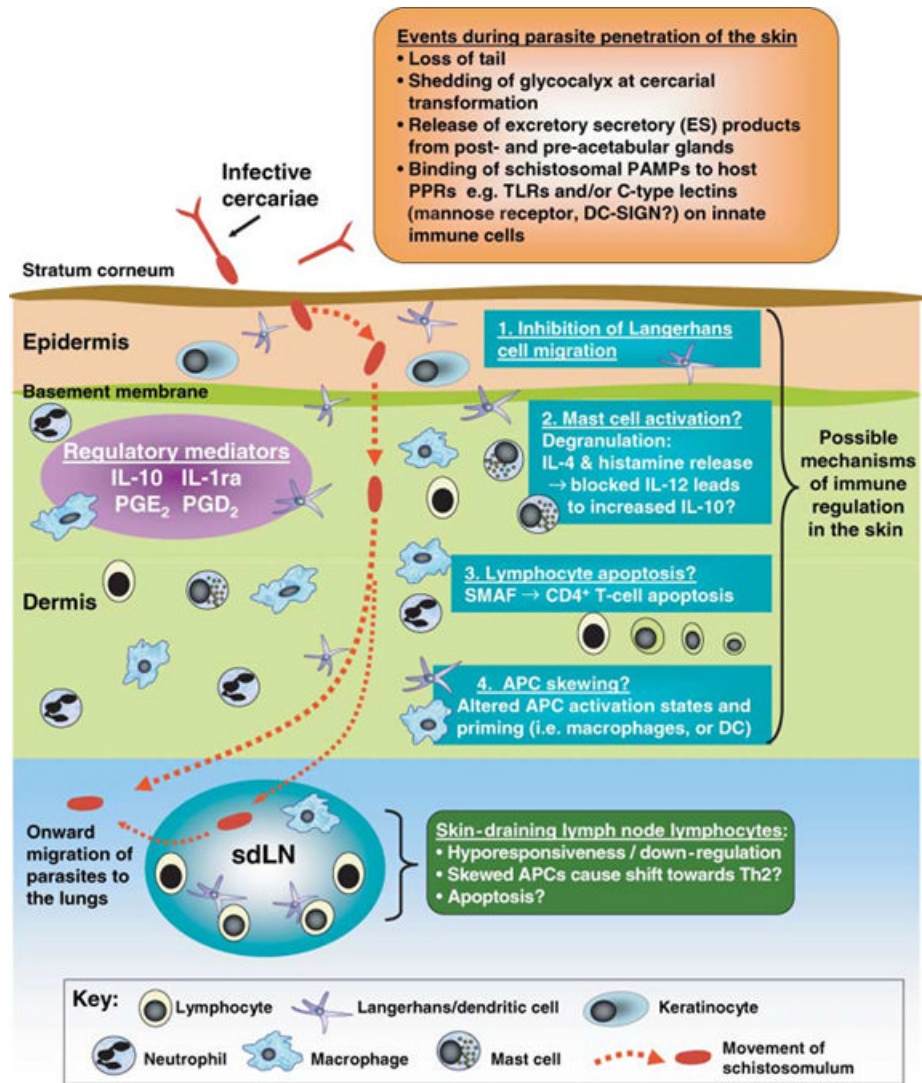 Events during parasite penetration of the skin
• Loss of tail
• Shedding of glycocalyx at cercarial
transformation
• Release of excretory secretory (ES) products
from post- and pre-acetabular glands
• Binding of schistosomal PAMPs to host
PPRs e.g. TLRs and/or C-type lectins
(mannose receptor, DC-SIGN?) on innate
immune cells
Infective
cercariae
Stratum corneum
Epidermis
1. Inhibition of Langerhans
cell migration
Basement membrane
Regulatory mediators
IL-10 IL-1ra
PGE₂ PGD₂
2. Mast cell activation?
Degranulation:
IL-4 & histamine release
→ blocked IL-12 leads
to increased IL-10?
Possible
mechanisms
of immune
regulation
in the skin
Dermis
3. Lymphocyte apoptosis?
SMAF → CD4⁺ T-cell apoptosis
4. APC skewing?
Altered APC activation states and
priming (i.e. macrophages, or DC)
Onward
migration of
parasites to
the lungs
sdLN
Skin-draining lymph node lymphocytes:
• Hyporesponsiveness / down-regulation
• Skewed APCs cause shift towards Th2?
• Apoptosis?
Key:
Lymphocyte
Langerhans/dendritic cell
Keratinocyte
Neutrophil
Macrophage
Mast cell
Movement of
schistosomulum